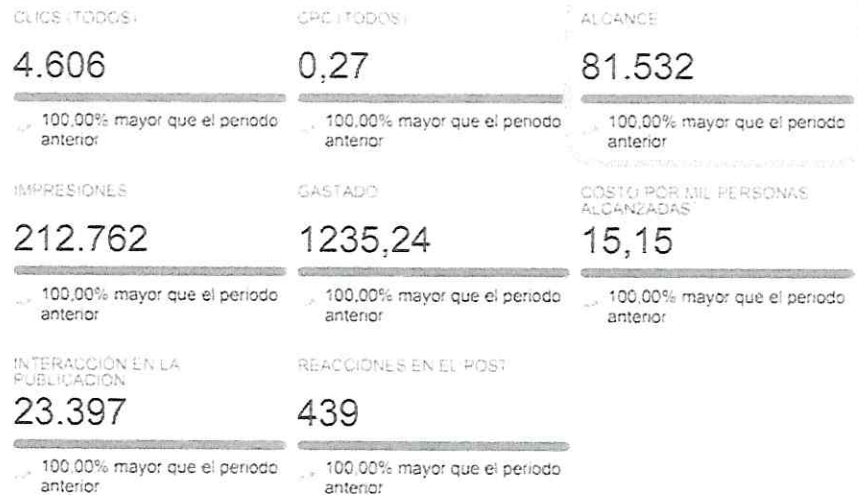 CLICS (TODOS)
4.606
100,00% mayor que el periodo
anterior
CPC (TODOS)
0,27
100,00% mayor que el periodo
anterior
ALCANCE
81.532
100,00% mayor que el periodo
anterior
IMPRESIONES
212.762
100,00% mayor que el periodo
anterior
GASTADO
1235,24
100,00% mayor que el periodo
anterior
COSTO POR MIL PERSONAS
ALCANZADAS
15,15
100,00% mayor que el periodo
anterior
INTERACCIÓN EN LA
PUBLICACIÓN
23.397
100,00% mayor que el periodo
anterior
REACCIONES EN EL POST
439
100,00% mayor que el periodo
anterior